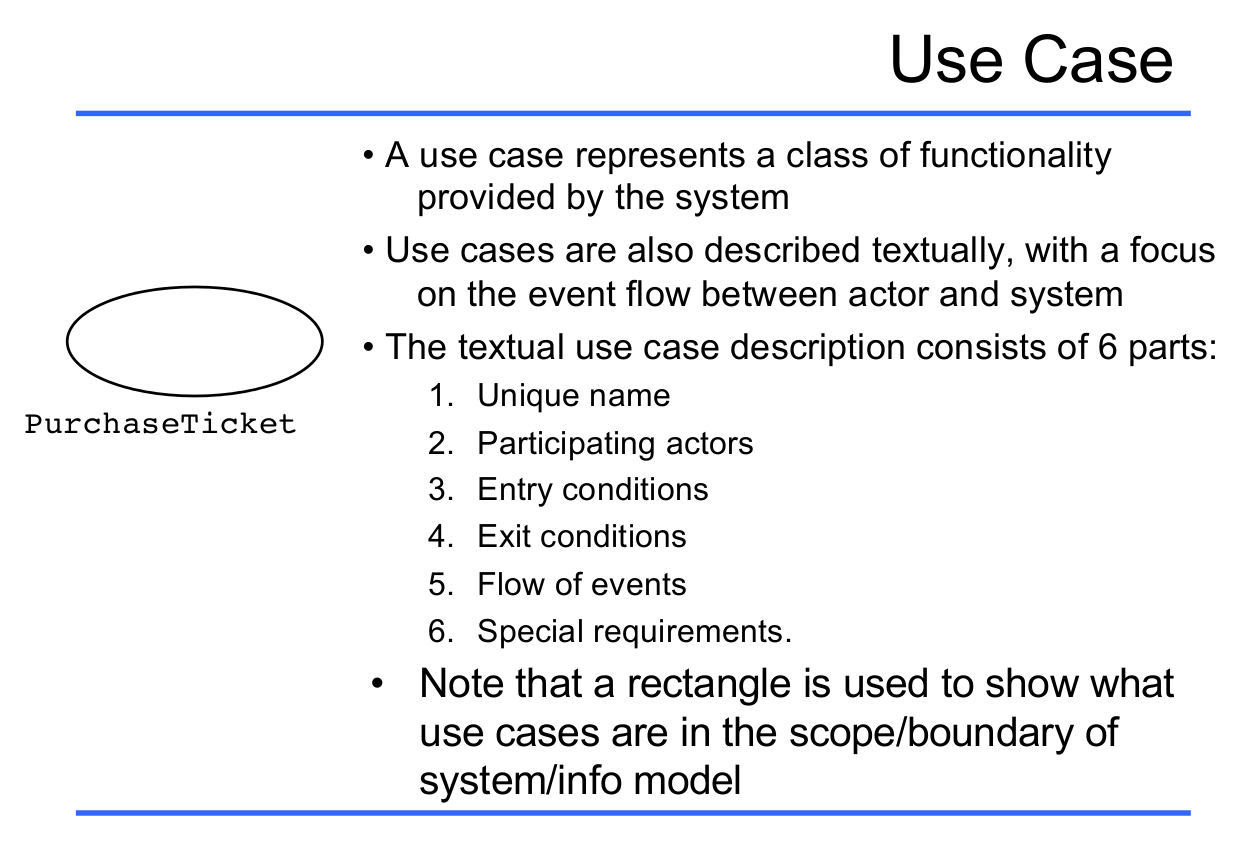 Use Case
• A use case represents a class of functionality
provided by the system
• Use cases are also described textually, with a focus
on the event flow between actor and system
• The textual use case description consists of 6 parts:
1. Unique name
2. Participating actors
3. Entry conditions
4. Exit conditions
5. Flow of events
6. Special requirements.
• Note that a rectangle is used to show what
use cases are in the scope/boundary of
system/info model
PurchaseTicket